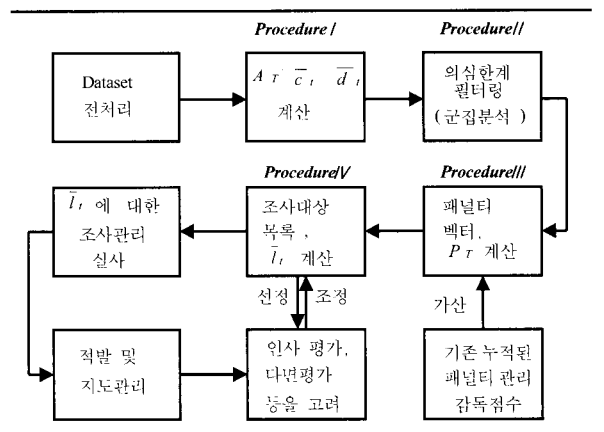 Procedure I
Procedure II
Dataset
전처리
A T c̄ t d̄ t
계산
의심한계
필터링
( 군집분석 )
Procedure IV
Procedure III
l̄ t 에 대한
조사관리
실사
조사대상
목록 ,
l̄ t 계산
패널티
벡터,
P T 계산
선정
조정
가산
적발 및
지도관리
인사 평가,
다면평가
등을 고려
기존 누적된
패널티 관리
감독점수